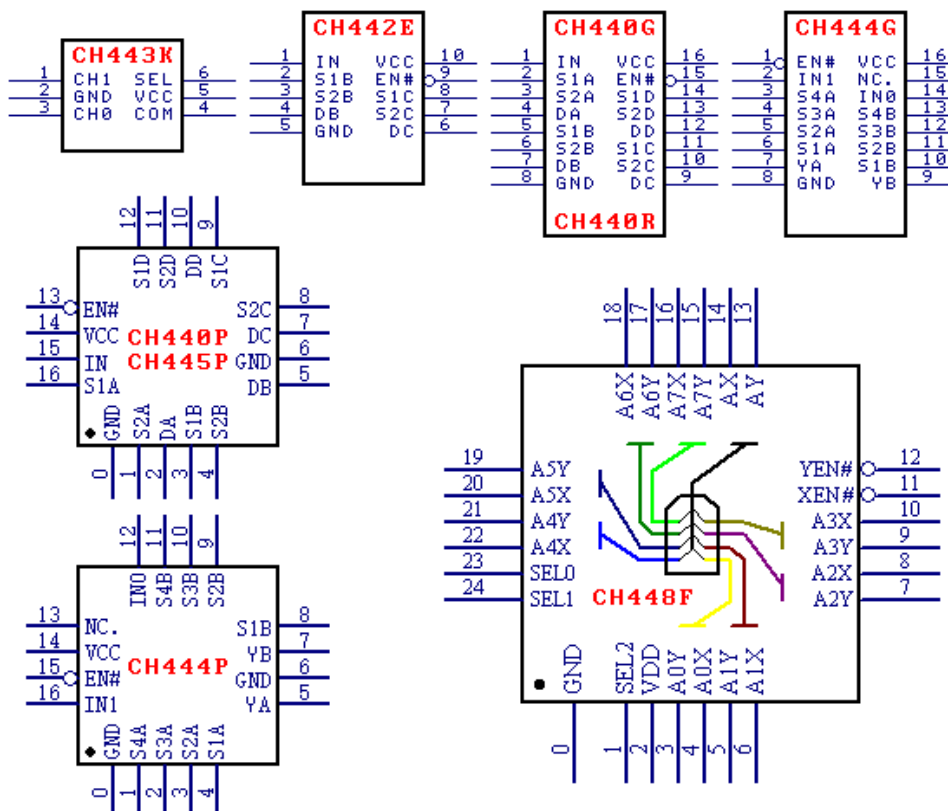 CH443K
1 CH1 SEL 6
2 GND VCC 5
3 CH0 COM 4
CH442E
1 IN VCC 10
2 S1B EN# 9
3 S2B S1C 8
4 DB S2C 7
5 GND DC 6
CH440G
1 IN VCC 16
2 S1A EN# 15
3 S2A S1D 14
4 DA S2D 13
5 S1B DD 12
6 S2B S1C 11
7 DB S2C 10
8 GND DC 9
CH440R
CH444G
1 EN# VCC 16
2 IN1 NC. 15
3 S4A IN0 14
4 S3A S4B 13
5 S2A S3B 12
6 S1A S2B 11
7 YA S1B 10
8 GND YB 9
12 11 10 9
S1D S2D DD S1C
13 EN# S2C 8
14 VCC DC 7
CH440P
15 IN GND 6
CH445P
16 S1A DB 5
GND S2A DA S1B S2B
0 1 2 3 4
12 11 10 9
IN0 S4B S3B S2B
13 NC. S1B 8
14 VCC YB 7
15 EN# GND 6
CH444P
16 IN1 YA 5
GND S4A S3A S2A S1A
0 1 2 3 4
18 17 16 15 14 13
A6X A6Y A7X A7Y AX AY
19 A5Y YEN# 12
20 A5X XEN# 11
21 A4Y A3X 10
22 A4X A3Y 9
23 SEL0 A2X 8
24 SEL1 A2Y 7
CH448F
GND SEL2 VDD A0Y A0X A1Y A1X
0 1 2 3 4 5 6